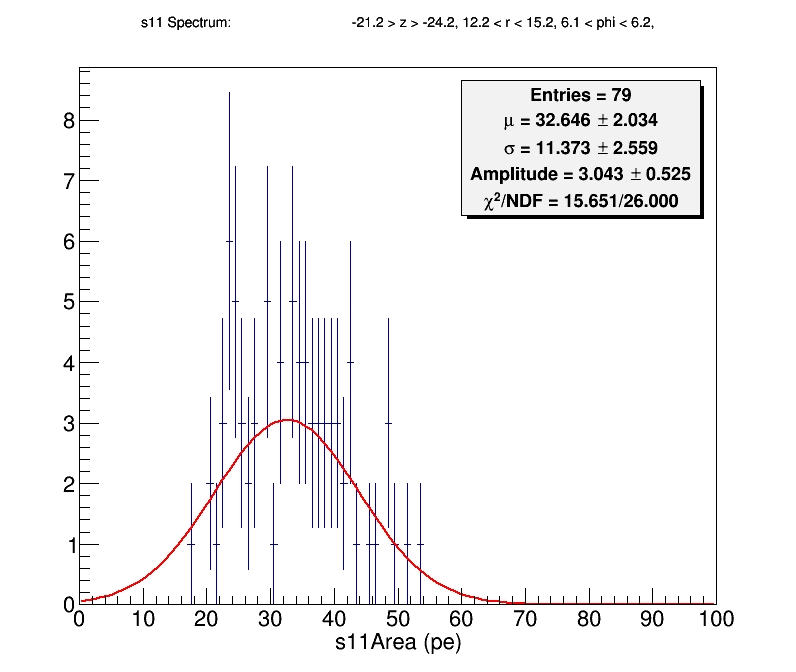 s11 Spectrum: -21.2 > z > -24.2, 12.2 < r < 15.2, 6.1 < phi < 6.2,
Entries = 79
μ = 32.646 ± 2.034
σ = 11.373 ± 2.559
Amplitude = 3.043 ± 0.525
χ²/NDF = 15.651/26.000
8
7
6
5
4
3
2
1
0
0 10 20 30 40 50 60 70 80 90 100
s11Area (pe)